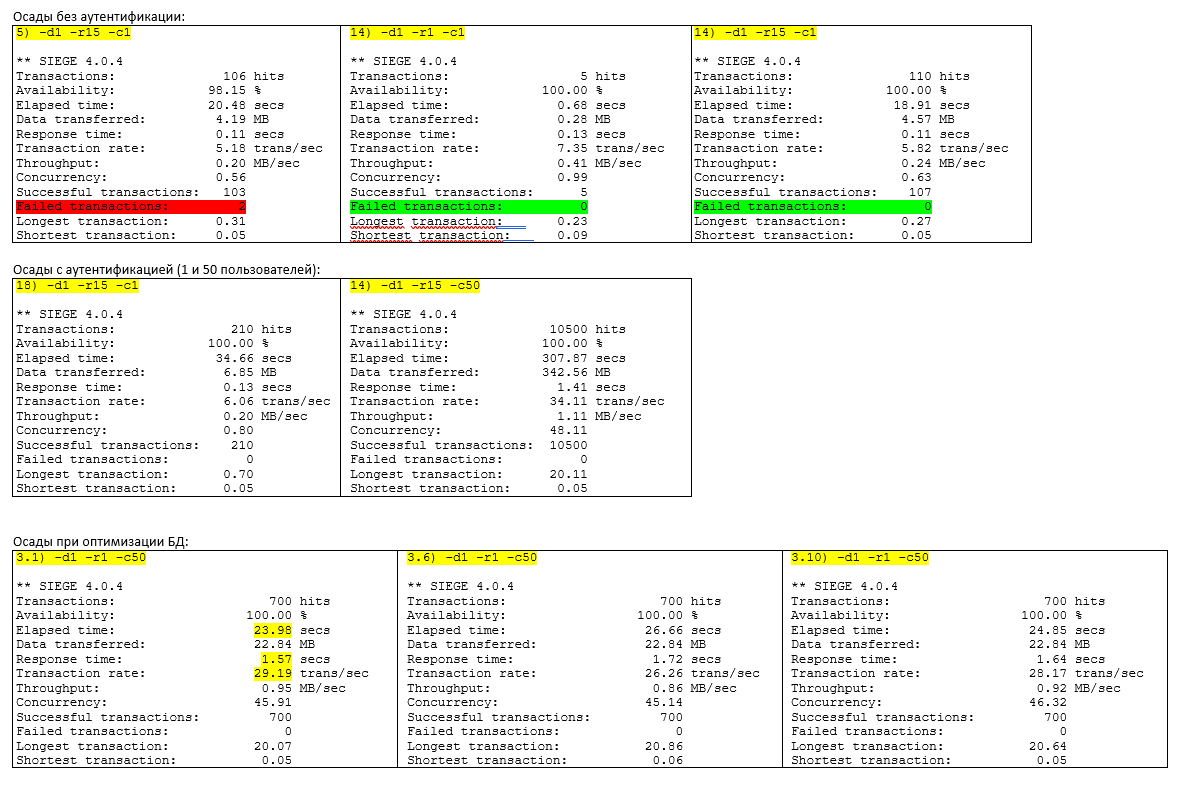 Осады без аутентификации:
5) -d1 -r15 -c1
** SIEGE 4.0.4
Transactions: 106 hits
Availability: 98.15 %
Elapsed time: 20.48 secs
Data transferred: 4.19 MB
Response time: 0.11 secs
Transaction rate: 5.18 trans/sec
Throughput: 0.20 MB/sec
Concurrency: 0.56
Successful transactions: 103
Failed transactions: 2
Longest transaction: 0.31
Shortest transaction: 0.05
14) -d1 -r1 -c1
** SIEGE 4.0.4
Transactions: 5 hits
Availability: 100.00 %
Elapsed time: 0.68 secs
Data transferred: 0.28 MB
Response time: 0.13 secs
Transaction rate: 7.35 trans/sec
Throughput: 0.41 MB/sec
Concurrency: 0.99
Successful transactions: 5
Failed transactions: 0
Longest transaction: 0.23
Shortest transaction: 0.09
14) -d1 -r15 -c1
** SIEGE 4.0.4
Transactions: 110 hits
Availability: 100.00 %
Elapsed time: 18.91 secs
Data transferred: 4.57 MB
Response time: 0.11 secs
Transaction rate: 5.82 trans/sec
Throughput: 0.24 MB/sec
Concurrency: 0.63
Successful transactions: 107
Failed transactions: 0
Longest transaction: 0.27
Shortest transaction: 0.05
Осады с аутентификацией (1 и 50 пользователей):
18) -d1 -r15 -c1
** SIEGE 4.0.4
Transactions: 210 hits
Availability: 100.00 %
Elapsed time: 34.66 secs
Data transferred: 6.85 MB
Response time: 0.13 secs
Transaction rate: 6.06 trans/sec
Throughput: 0.20 MB/sec
Concurrency: 0.80
Successful transactions: 210
Failed transactions: 0
Longest transaction: 0.70
Shortest transaction: 0.05
14) -d1 -r15 -c50
** SIEGE 4.0.4
Transactions: 10500 hits
Availability: 100.00 %
Elapsed time: 307.87 secs
Data transferred: 342.56 MB
Response time: 1.41 secs
Transaction rate: 34.11 trans/sec
Throughput: 1.11 MB/sec
Concurrency: 48.11
Successful transactions: 10500
Failed transactions: 0
Longest transaction: 20.11
Shortest transaction: 0.05
Осады при оптимизации БД:
3.1) -d1 -r1 -c50
** SIEGE 4.0.4
Transactions: 700 hits
Availability: 100.00 %
Elapsed time: 23.98 secs
Data transferred: 22.84 MB
Response time: 1.57 secs
Transaction rate: 29.19 trans/sec
Throughput: 0.95 MB/sec
Concurrency: 45.91
Successful transactions: 700
Failed transactions: 0
Longest transaction: 20.07
Shortest transaction: 0.05
3.6) -d1 -r1 -c50
** SIEGE 4.0.4
Transactions: 700 hits
Availability: 100.00 %
Elapsed time: 26.66 secs
Data transferred: 22.84 MB
Response time: 1.72 secs
Transaction rate: 26.26 trans/sec
Throughput: 0.86 MB/sec
Concurrency: 45.14
Successful transactions: 700
Failed transactions: 0
Longest transaction: 20.86
Shortest transaction: 0.06
3.10) -d1 -r1 -c50
** SIEGE 4.0.4
Transactions: 700 hits
Availability: 100.00 %
Elapsed time: 24.85 secs
Data transferred: 22.84 MB
Response time: 1.64 secs
Transaction rate: 28.17 trans/sec
Throughput: 0.92 MB/sec
Concurrency: 46.32
Successful transactions: 700
Failed transactions: 0
Longest transaction: 20.64
Shortest transaction: 0.05